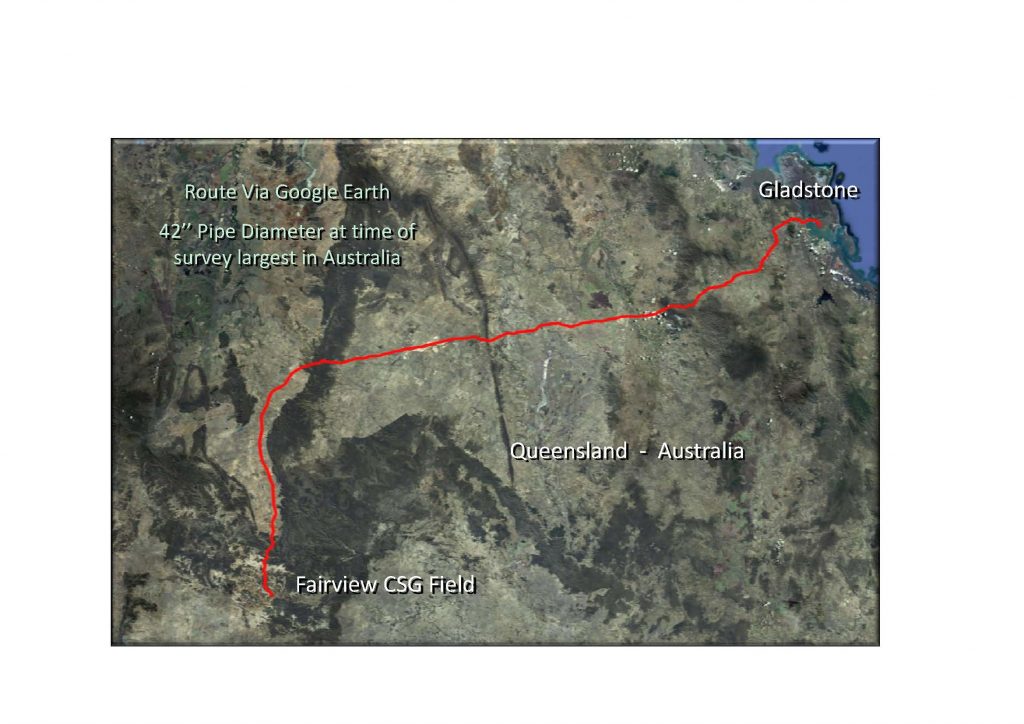 Gladstone
Route Via Google Earth
42’’ Pipe Diameter at time of
survey largest in Australia
Queensland - Australia
Fairview CSG Field